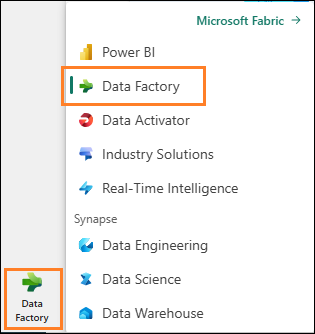 Microsoft Fabric →
Power BI
Data Factory
Data Activator
Industry Solutions
Real-Time Intelligence
Synapse
Data Engineering
Data Science
Data Warehouse
Data
Factory